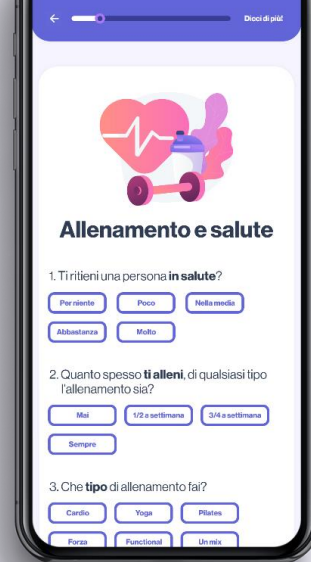 Dicci di più!
Allenamento e salute
1. Ti ritieni una persona in salute?
Per niente Poco Nella media
Abbastanza Molto
2. Quanto spesso ti alleni, di qualsiasi tipo
l'allenamento sia?
Mai 1/2 a settimana 3/4 a settimana
Sempre
3. Che tipo di allenamento fai?
Cardio Yoga Pilates
Forza Functional Un mix